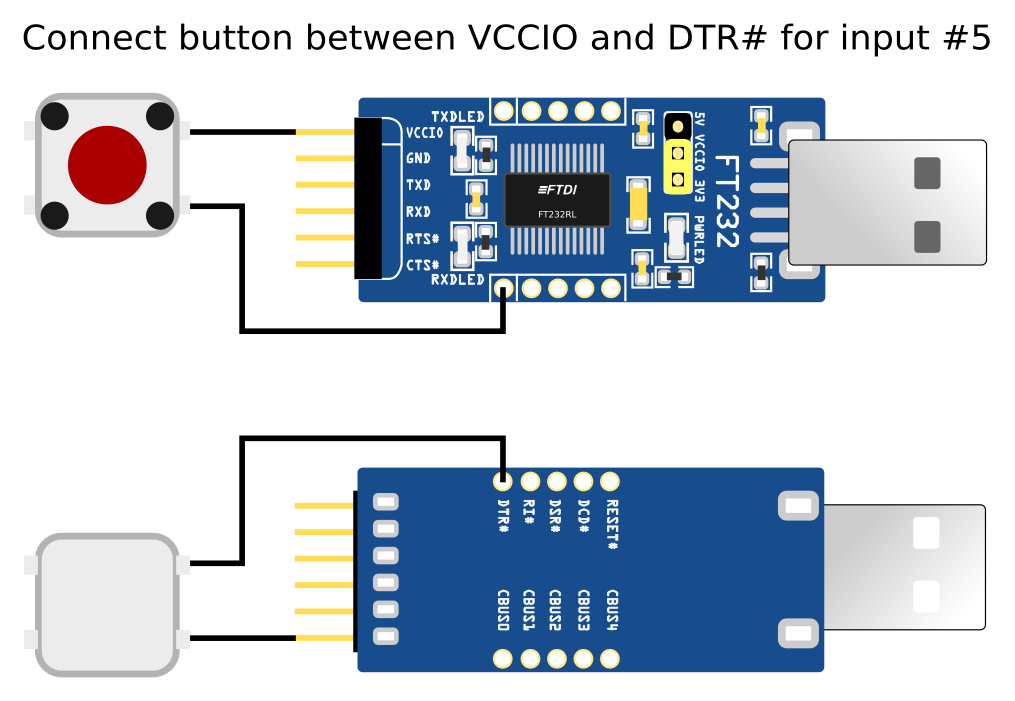 Connect button between VCCIO and DTR# for input #5
TXDLED
VCCIO
GND
TXD
RXD
RTS#
CTS#
RXDLED
FTDI
FT232RL
5V VCCIO 3V3
PWRLED
FT232
DTR#
RI#
DSR#
DCD#
RESET#
CBUS0
CBUS1
CBUS2
CBUS3
CBUS4